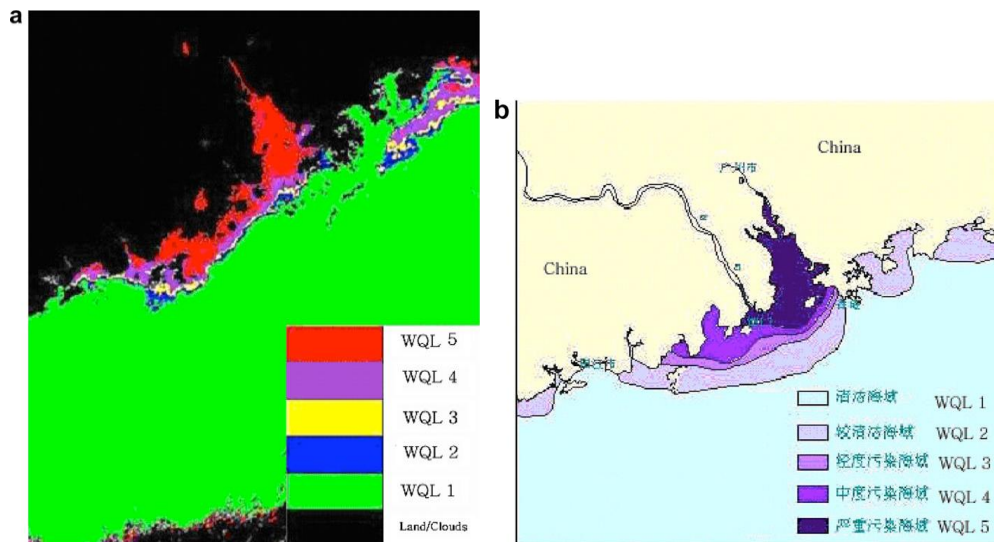 a
WQL 5
WQL 4
WQL 3
WQL 2
WQL 1
Land/Clouds
b
China
广州市
China
清洁海域 WQL 1
较清洁海域 WQL 2
轻度污染海域 WQL 3
中度污染海域 WQL 4
严重污染海域 WQL 5